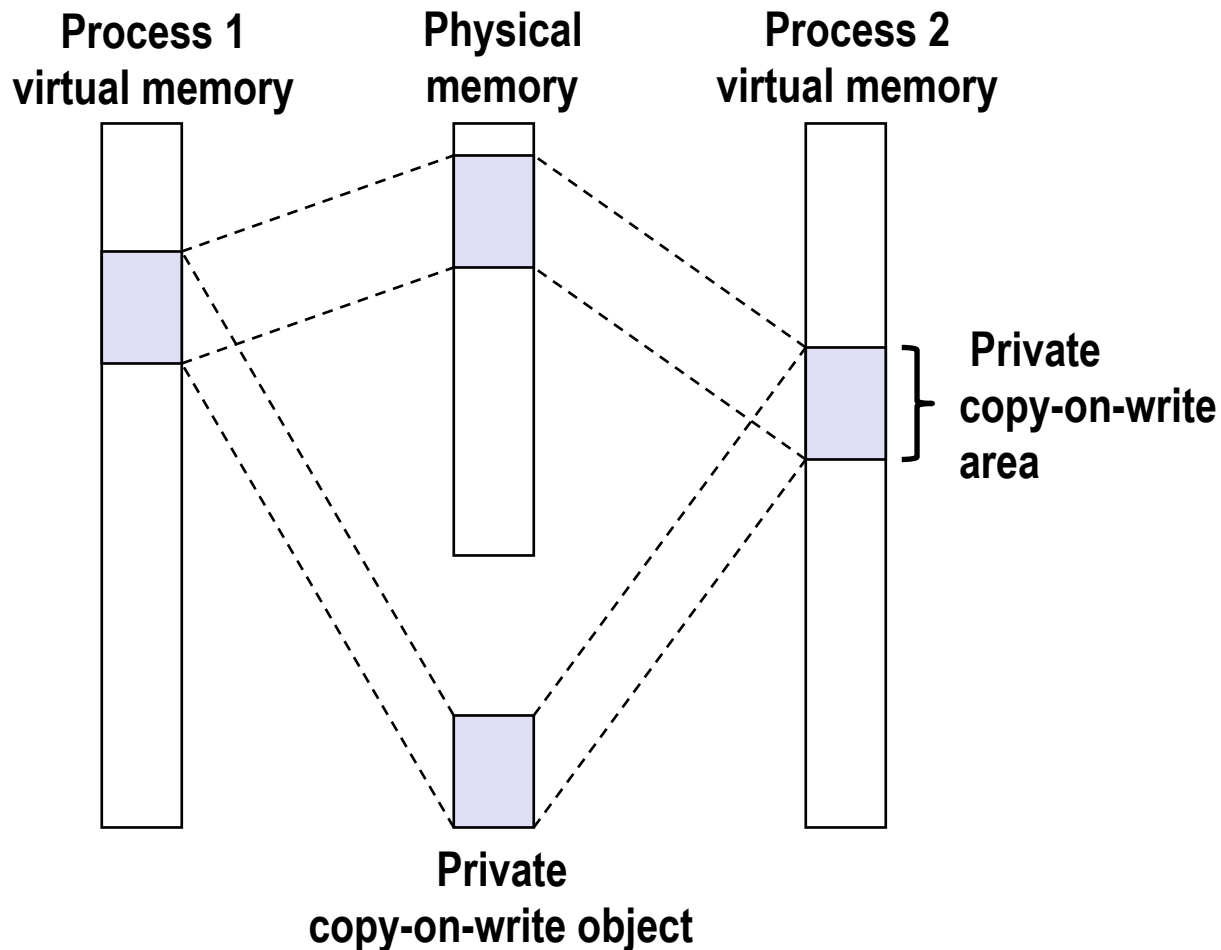 Process 1
virtual memory
Physical
memory
Process 2
virtual memory
Private
copy-on-write
area
Private
copy-on-write object